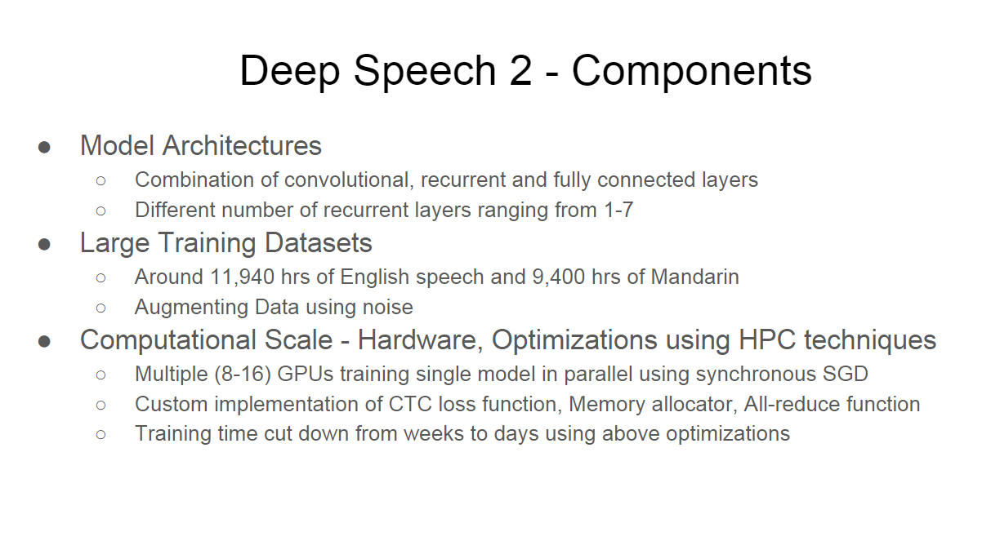 Deep Speech 2 - Components
● Model Architectures
○ Combination of convolutional, recurrent and fully connected layers
○ Different number of recurrent layers ranging from 1-7
● Large Training Datasets
○ Around 11,940 hrs of English speech and 9,400 hrs of Mandarin
○ Augmenting Data using noise
● Computational Scale - Hardware, Optimizations using HPC techniques
○ Multiple (8-16) GPUs training single model in parallel using synchronous SGD
○ Custom implementation of CTC loss function, Memory allocator, All-reduce function
○ Training time cut down from weeks to days using above optimizations